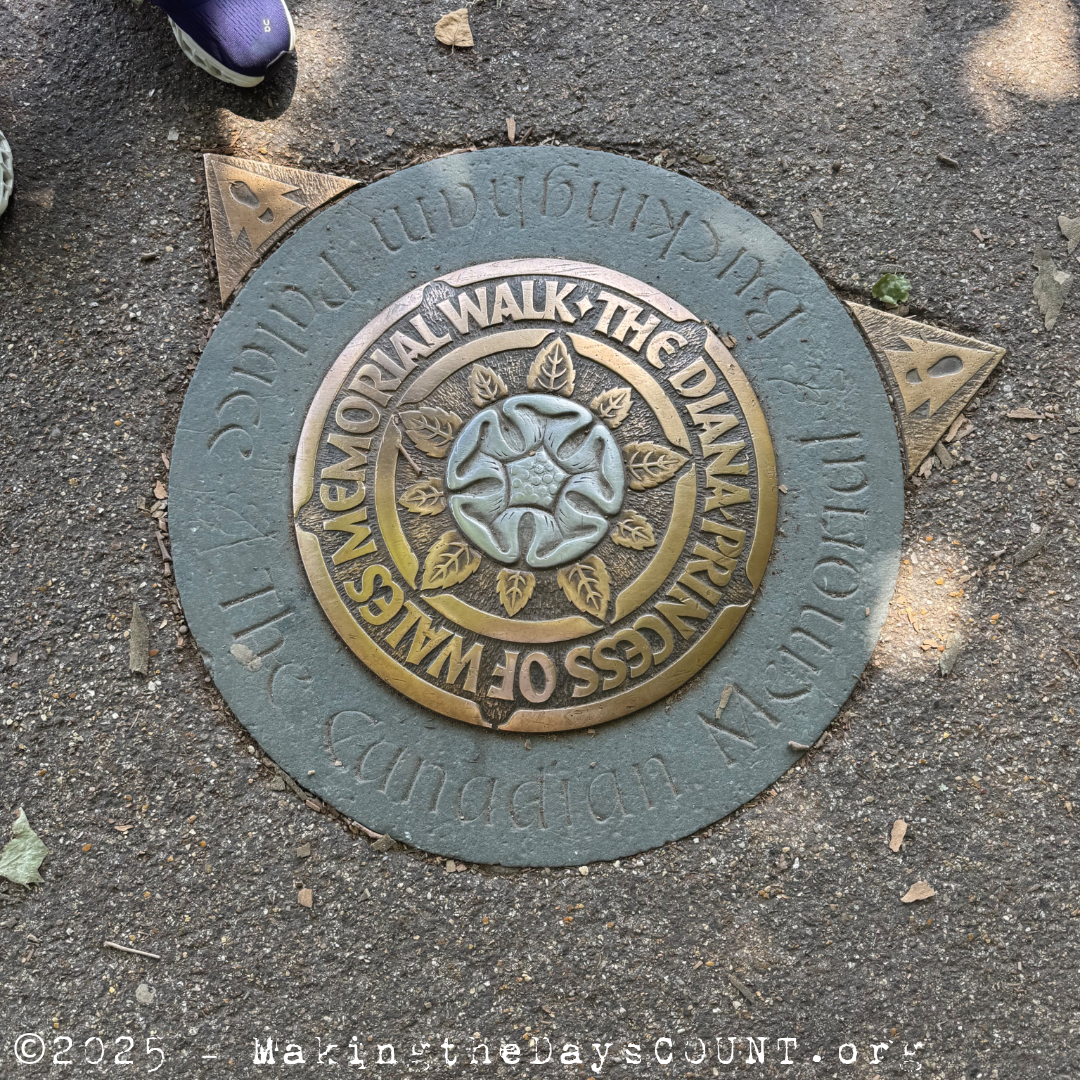 THE DIANA PRINCESS OF WALES MEMORIAL WALK
The Canadian Memorial & Buckingham Palace
©2025 - MakingtheDaysCOUNT.org